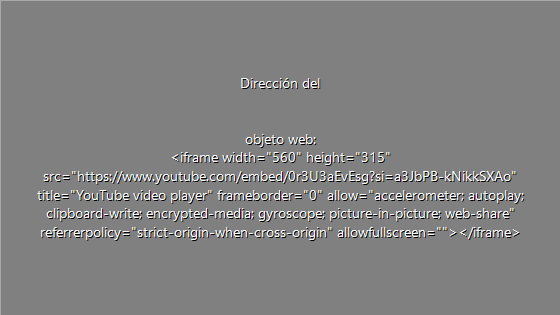 Dirección del
objeto web:
<iframe width="560" height="315"
src="https://www.youtube.com/embed/0r3U3aEvEsg?si=a3JbPB-kNikkSXAo"
title="YouTube video player" frameborder="0" allow="accelerometer; autoplay;
clipboard-write; encrypted-media; gyroscope; picture-in-picture; web-share"
referrerpolicy="strict-origin-when-cross-origin" allowfullscreen=""></iframe>